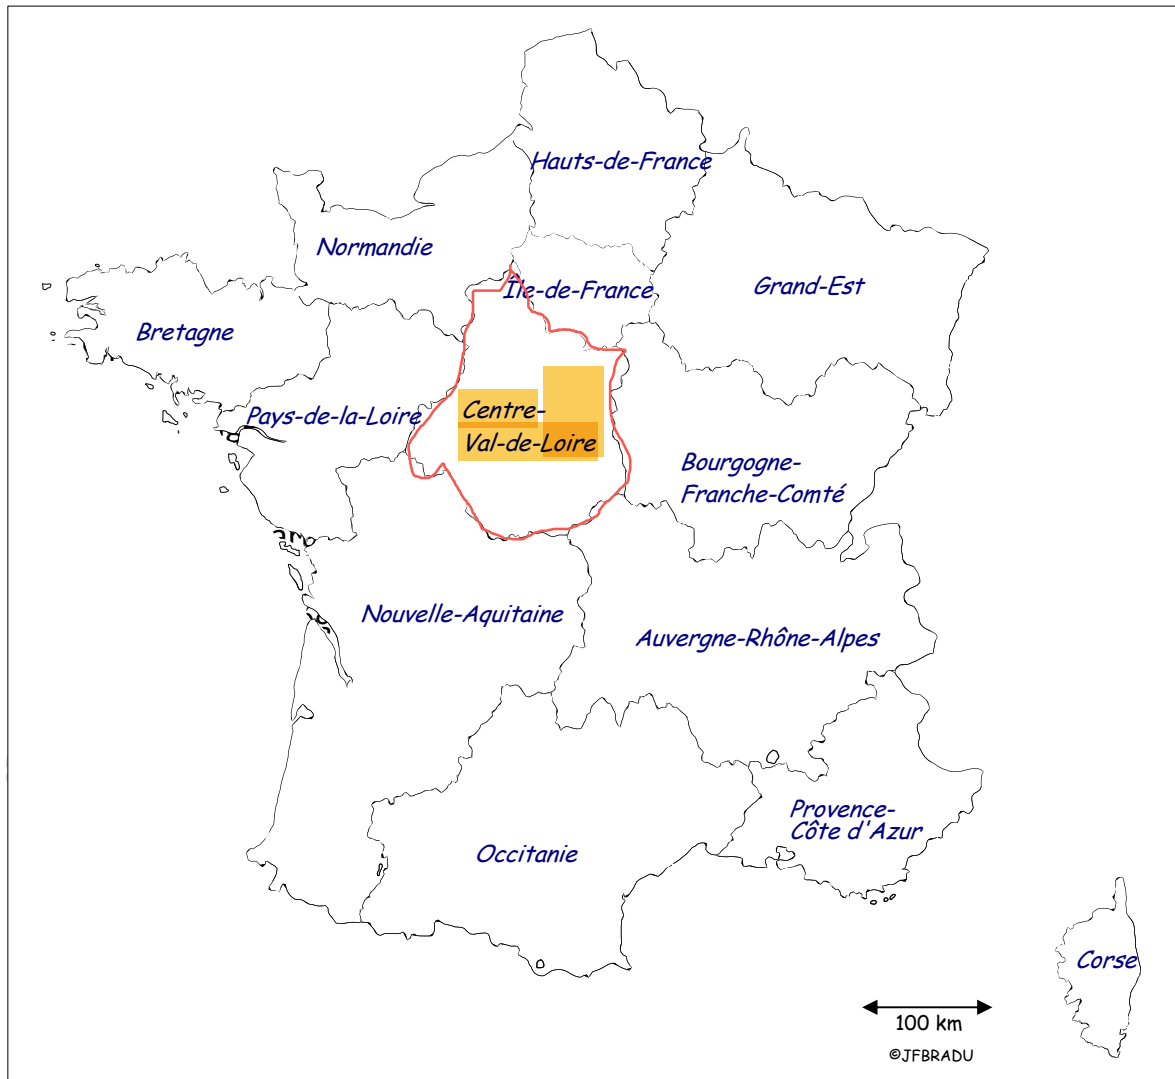 Hauts-de-France
Normandie
Île-de-France
Grand-Est
Bretagne
Pays-de-la-Loire
Centre-
Val-de-Loire
Bourgogne-
Franche-Comté
Nouvelle-Aquitaine
Auvergne-Rhône-Alpes
Provence-
Côte d'Azur
Occitanie
Corse
100 km
©JFBRADU